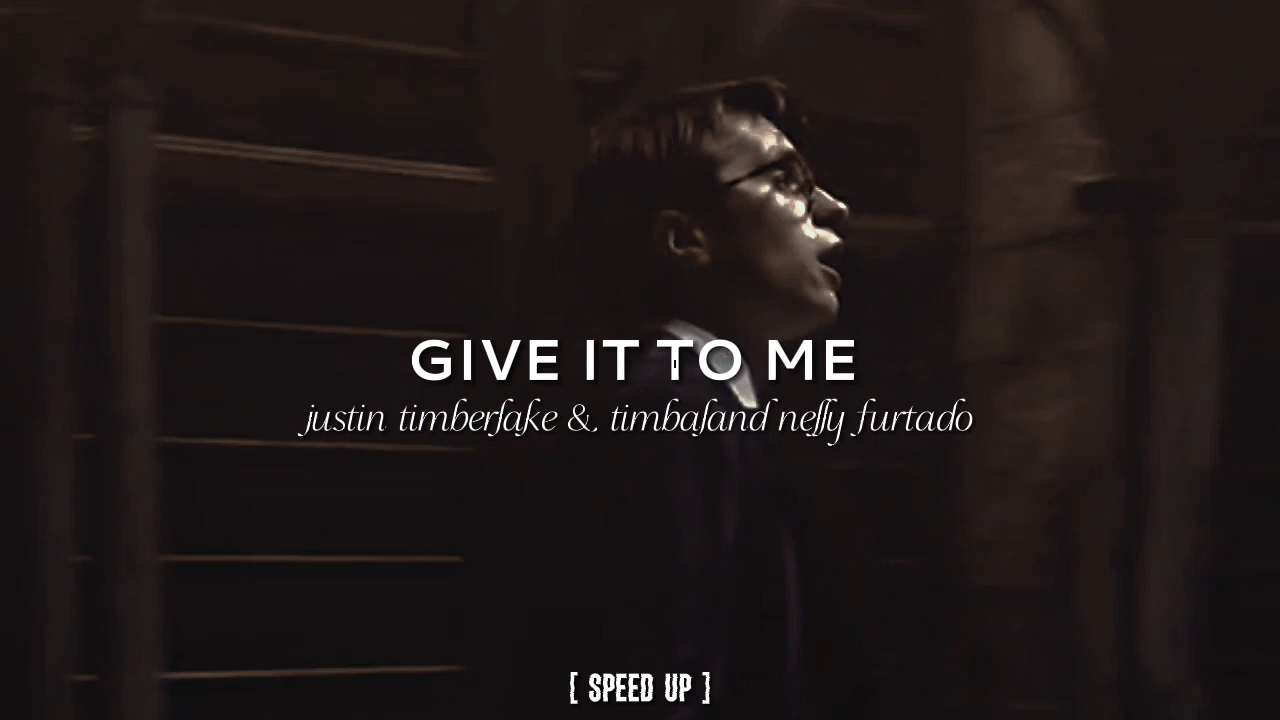 GIVE IT TO ME
justin timberlake & timbaland nelly furtado
[ SPEED UP ]